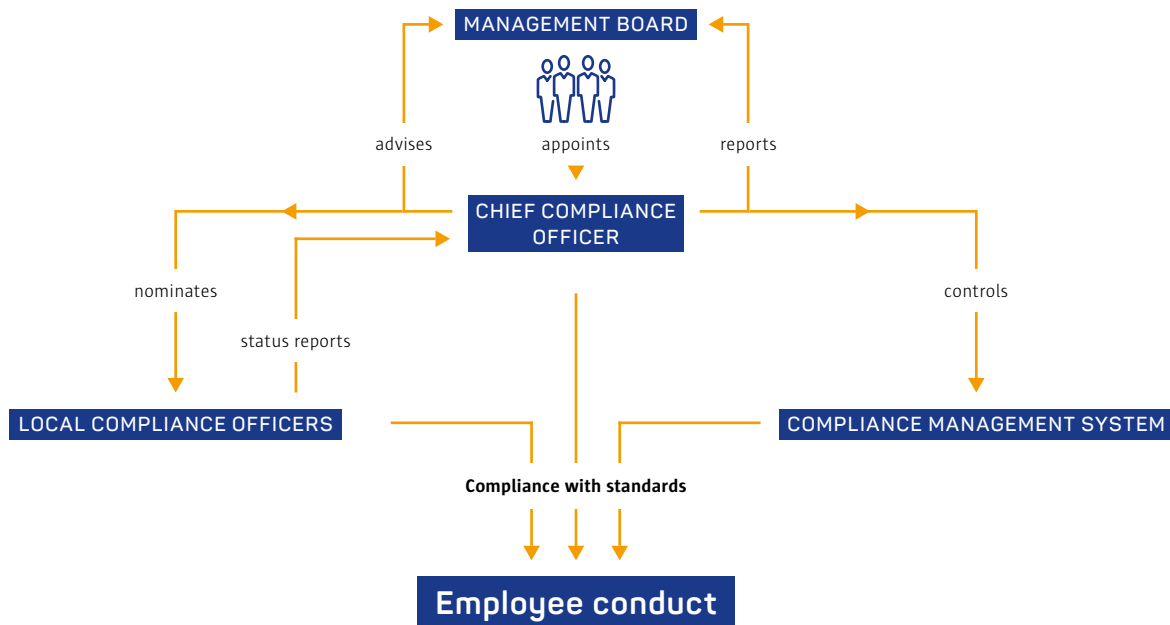 MANAGEMENT BOARD
advises
appoints
reports
CHIEF COMPLIANCE
OFFICER
nominates
controls
status reports
LOCAL COMPLIANCE OFFICERS
COMPLIANCE MANAGEMENT SYSTEM
Compliance with standards
Employee conduct